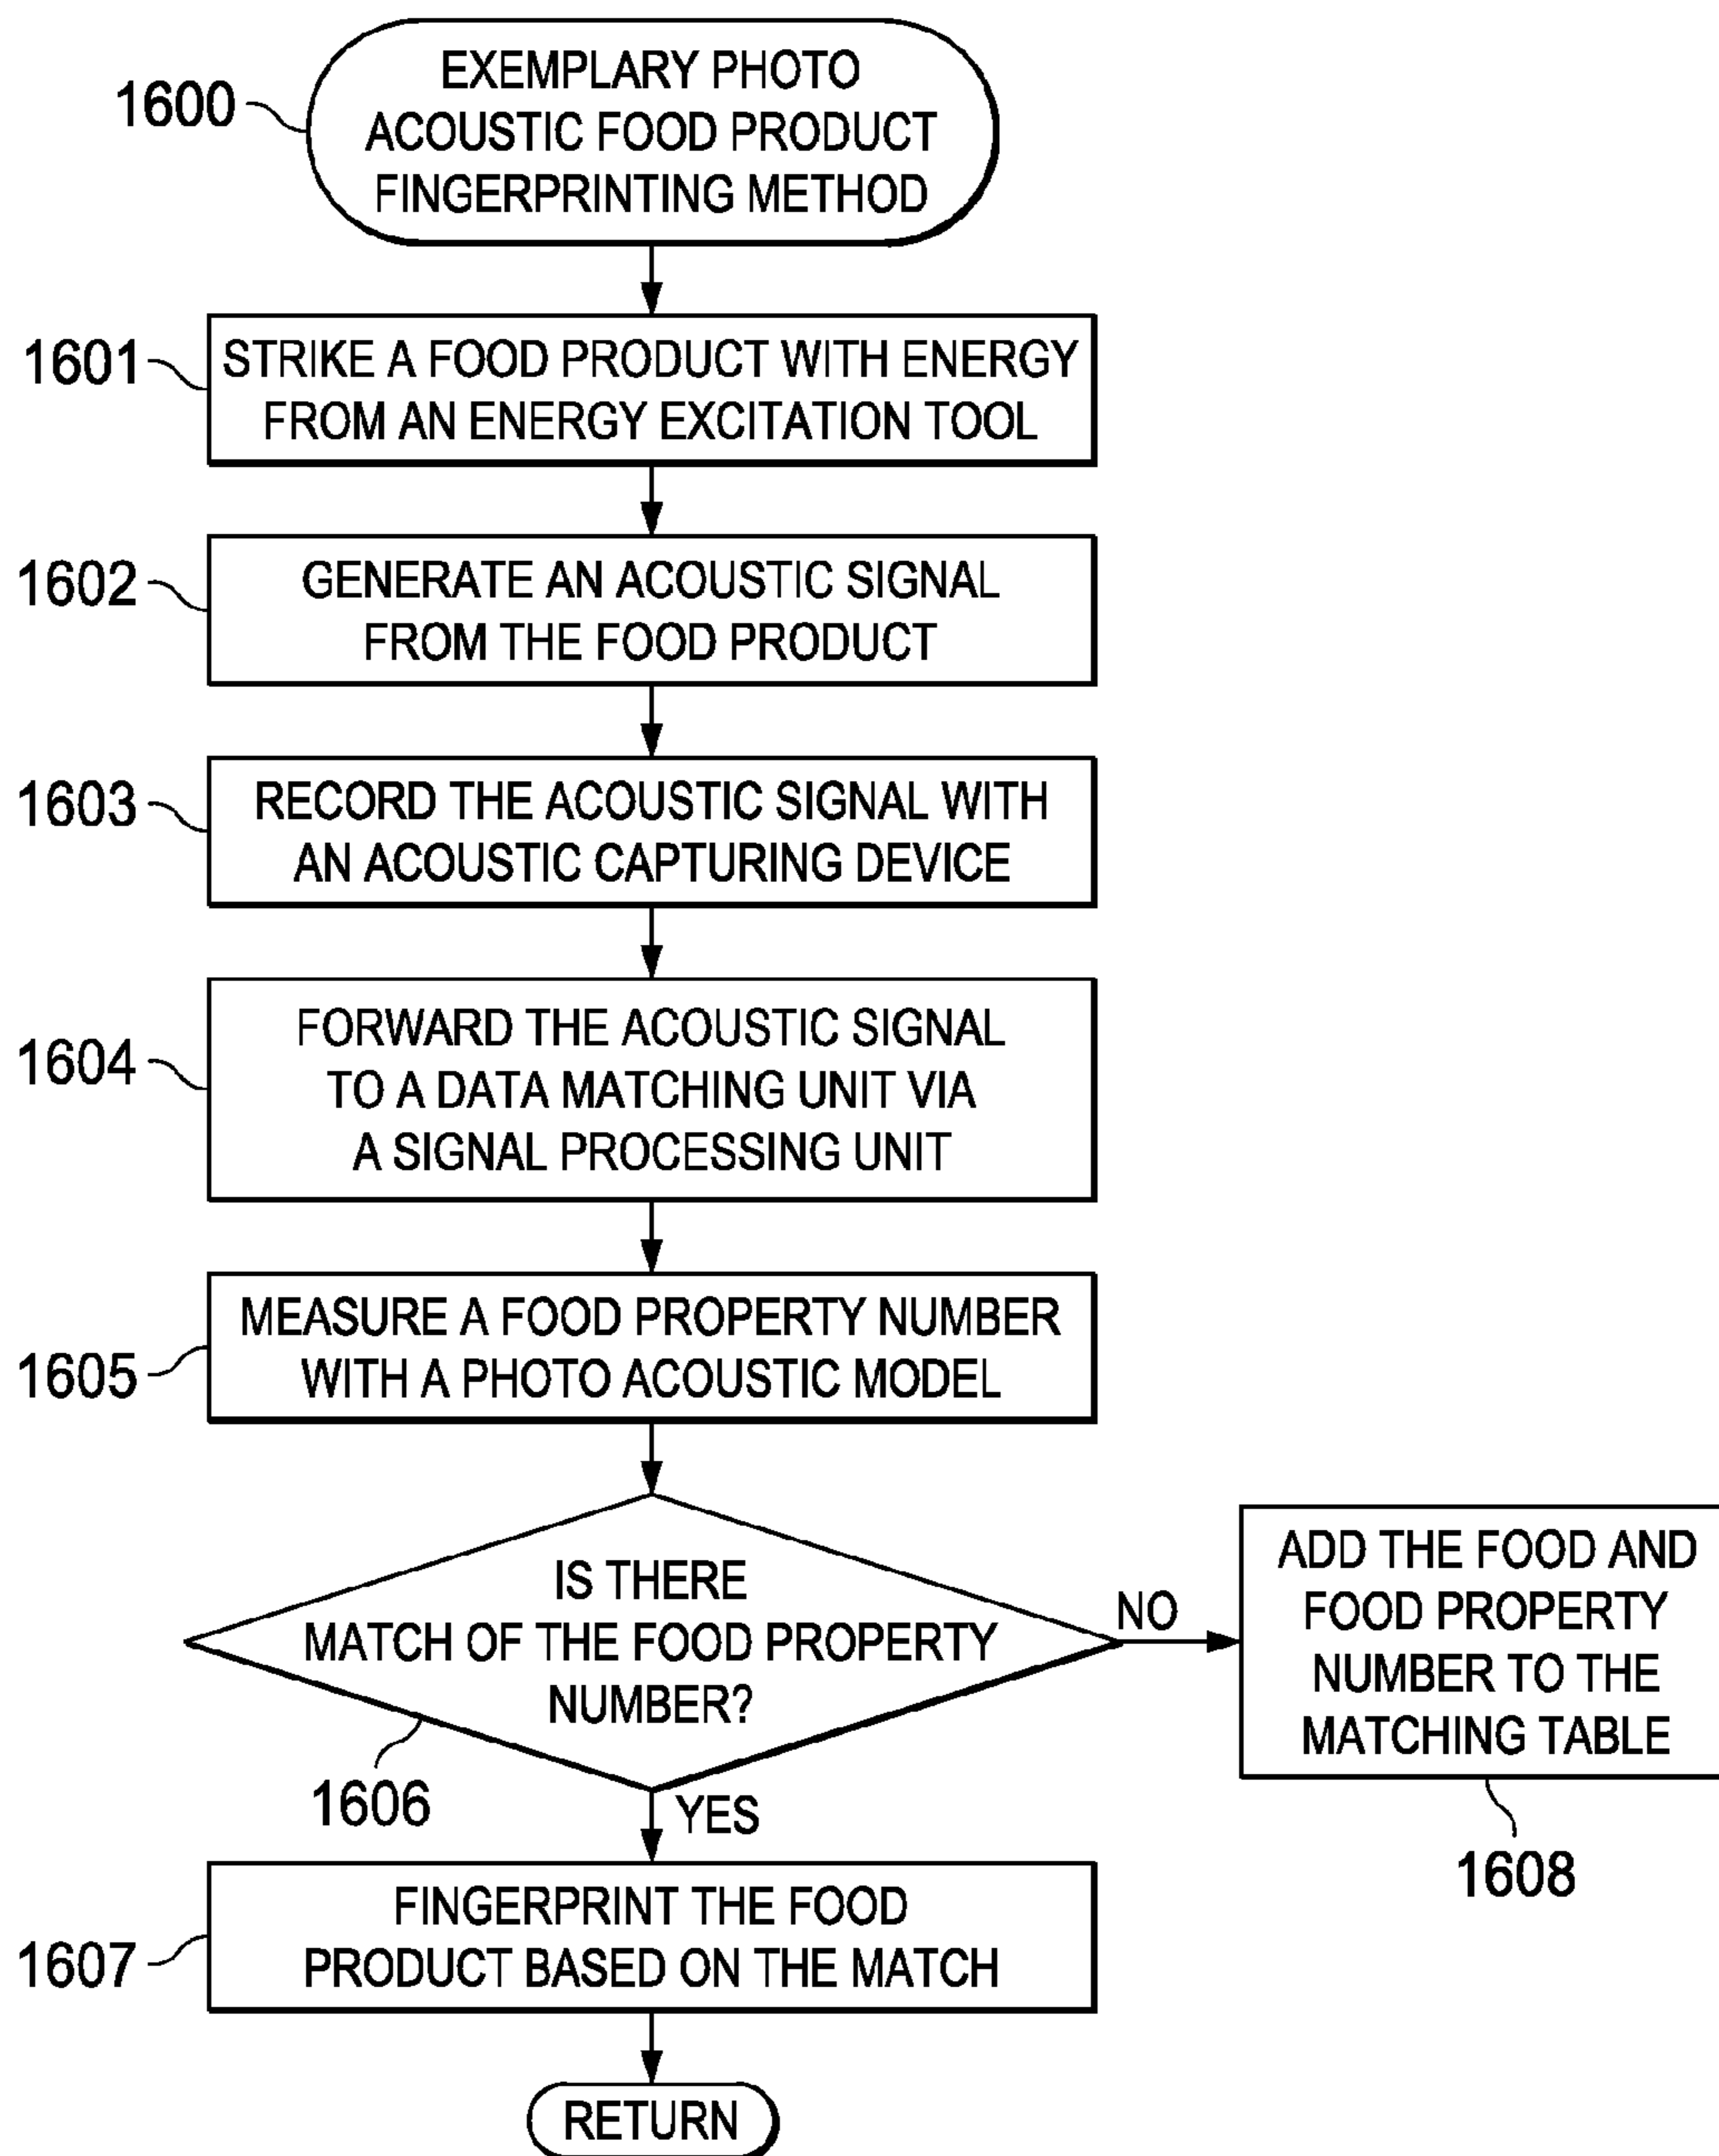 EXEMPLARY PHOTO
ACOUSTIC FOOD PRODUCT
FINGERPRINTING METHOD
1600
STRIKE A FOOD PRODUCT WITH ENERGY
FROM AN ENERGY EXCITATION TOOL
1601
GENERATE AN ACOUSTIC SIGNAL
FROM THE FOOD PRODUCT
1602
RECORD THE ACOUSTIC SIGNAL WITH
AN ACOUSTIC CAPTURING DEVICE
1603
FORWARD THE ACOUSTIC SIGNAL
TO A DATA MATCHING UNIT VIA
A SIGNAL PROCESSING UNIT
1604
MEASURE A FOOD PROPERTY NUMBER
WITH A PHOTO ACOUSTIC MODEL
1605
IS THERE
MATCH OF THE FOOD PROPERTY
NUMBER?
1606
NO
ADD THE FOOD AND
FOOD PROPERTY
NUMBER TO THE
MATCHING TABLE
1608
YES
FINGERPRINT THE FOOD
PRODUCT BASED ON THE MATCH
1607
RETURN